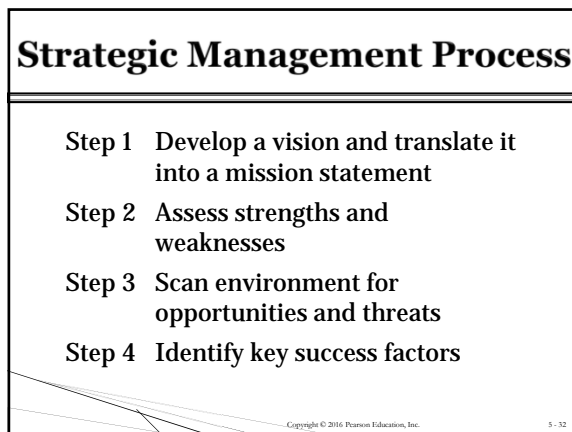 Strategic Management Process
Step 1 Develop a vision and translate it
into a mission statement
Step 2 Assess strengths and
weaknesses
Step 3 Scan environment for
opportunities and threats
Step 4 Identify key success factors
Copyright © 2016 Pearson Education, Inc. 5 - 32